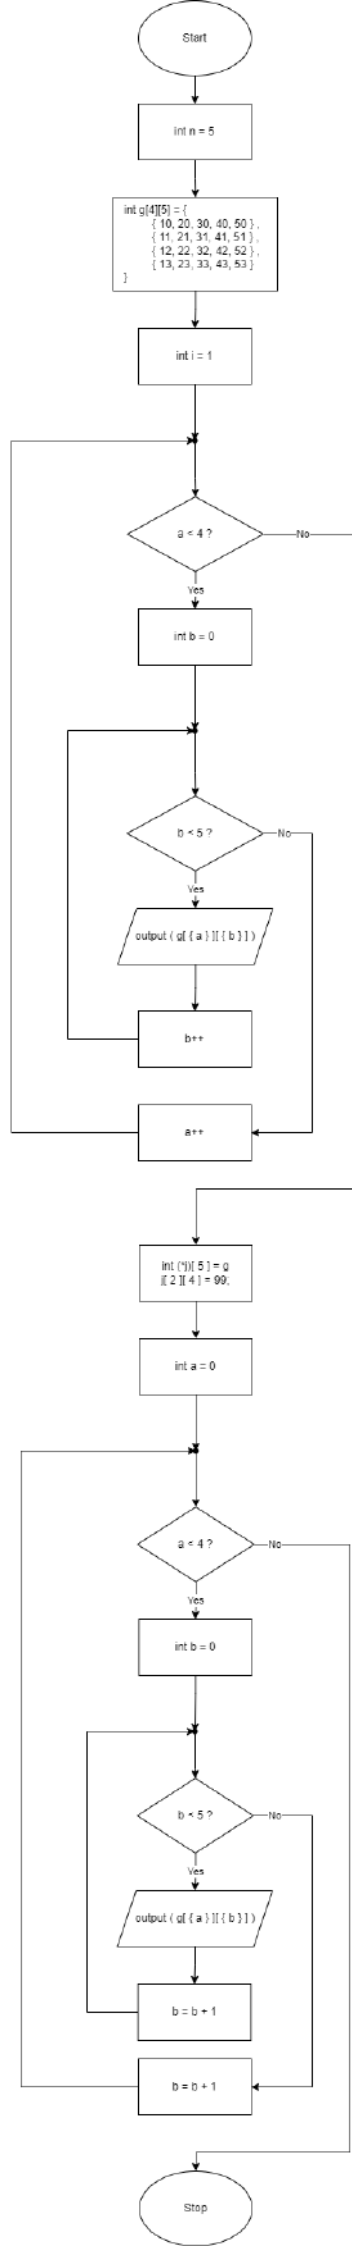 Start
int n = 5
int g[4][5] = {
{ 10, 20, 30, 40, 50 } ,
{ 11, 21, 31, 41, 51 } ,
{ 12, 22, 32, 42, 52 } ,
{ 13, 23, 33, 43, 53 }
}
int i = 1
a < 4 ?
No
Yes
int b = 0
b < 5 ?
No
Yes
output ( g[ { a } ][ { b } ] )
b++
a++
int (*j)[ 5 ] = g
j[ 2 ][ 4 ] = 99;
int a = 0
a < 4 ?
No
Yes
int b = 0
b < 5 ?
No
Yes
output ( g[ { a } ][ { b } ] )
b = b + 1
b = b + 1
Stop